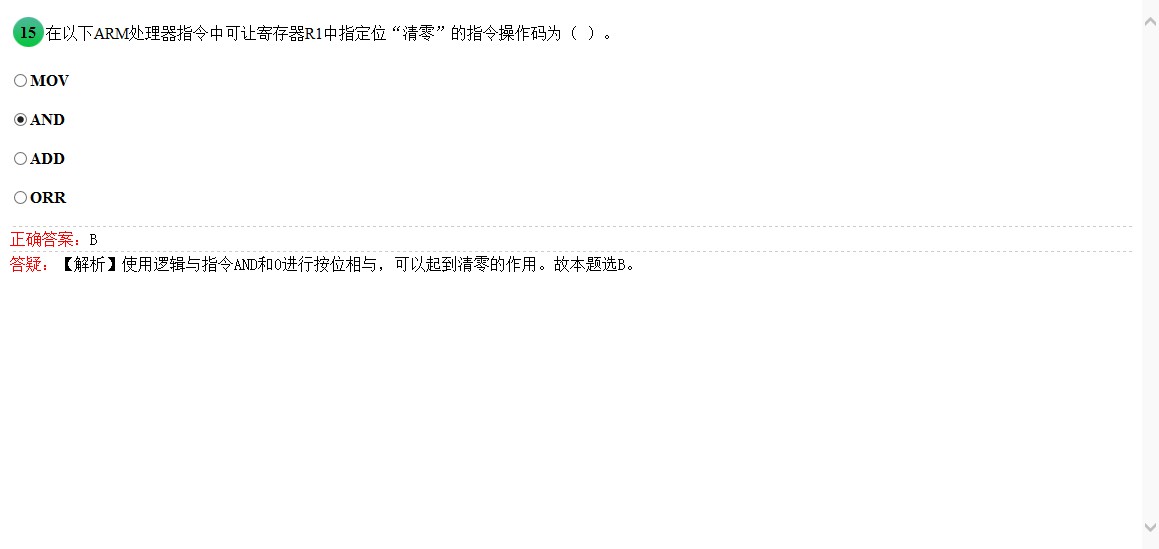 15 在以下ARM处理器指令中可让寄存器R1中指定位“清零”的指令操作码为（ ）。
MOV
AND
ADD
ORR
正确答案：B
答疑：【解析】使用逻辑与指令AND和0进行按位相与，可以起到清零的作用。故本题选B。